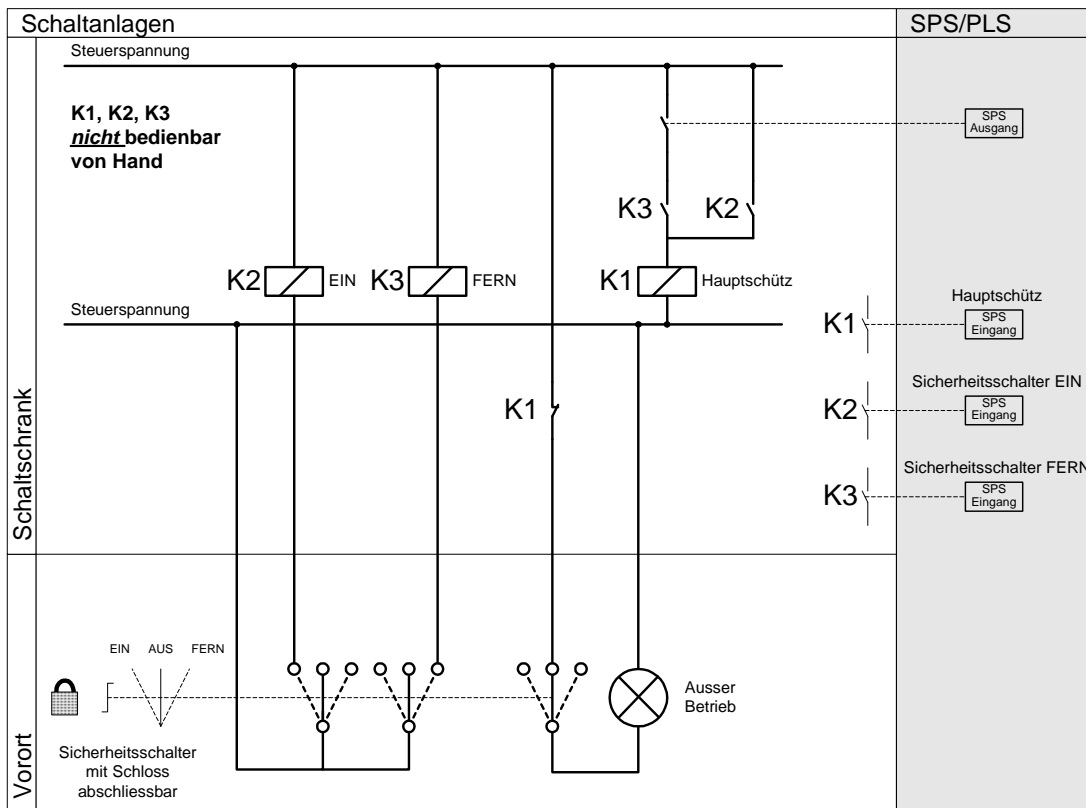 Schaltanlagen
SPS/PLS
Steuerspannung
K1, K2, K3
nicht bedienbar
von Hand
SPS
Ausgang
K3
K2
K2
EIN
K3
FERN
K1
Hauptschütz
Steuerspannung
Hauptschütz
K1
SPS
Eingang
Sicherheitsschalter EIN
K1
K2
SPS
Eingang
Sicherheitsschalter FERN
K3
SPS
Eingang
Schaltschrank
EIN
AUS
FERN
Ausser
Betrieb
Sicherheitsschalter
mit Schloss
abschliessbar
Vorort